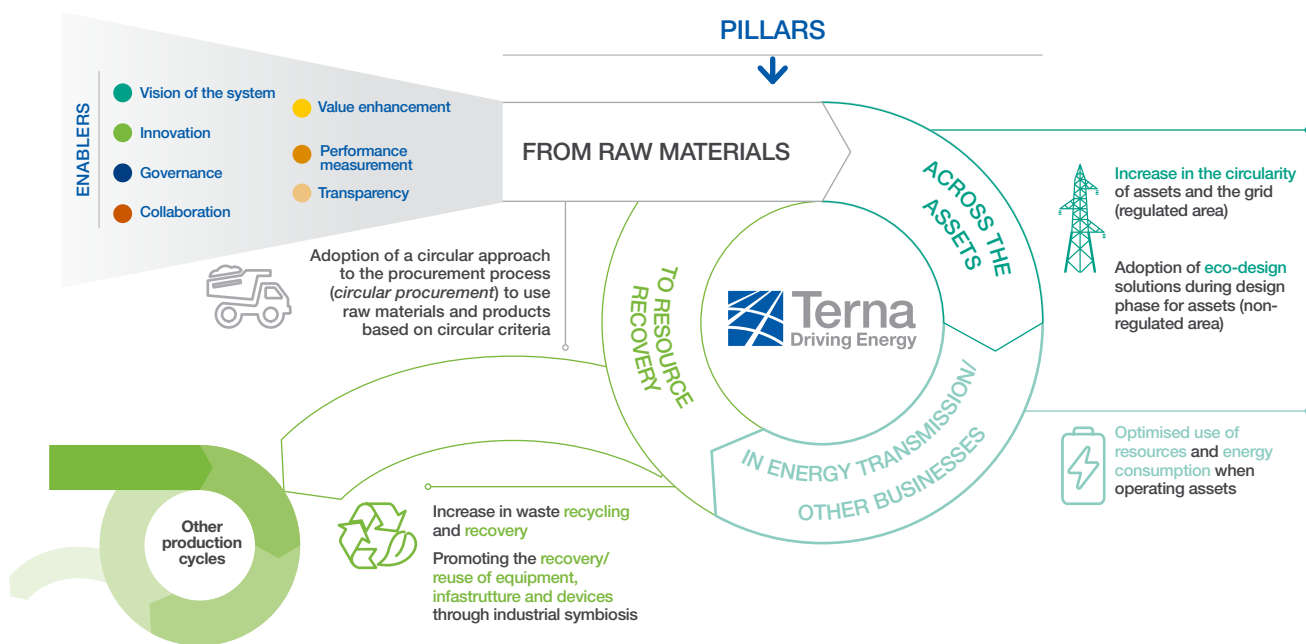 PILLARS
ENABLERS
Vision of the system
Innovation
Governance
Collaboration
Value enhancement
Performance
measurement
Transparency
FROM RAW MATERIALS
ACROSS THE
ASSETS
IN ENERGY TRANSMISSION/
OTHER BUSINESSES
TO RESOURCE
RECOVERY
Terna
Driving Energy
Adoption of a circular approach
to the procurement process
(circular procurement) to use
raw materials and products
based on circular criteria
Increase in the circularity
of assets and the grid
(regulated area)
Adoption of eco-design
solutions during design
phase for assets (non-
regulated area)
Optimised use of
resources and energy
consumption when
operating assets
Increase in waste recycling
and recovery
Promoting the recovery/
reuse of equipment,
infastrutture and devices
through industrial symbiosis
Other
production
cycles